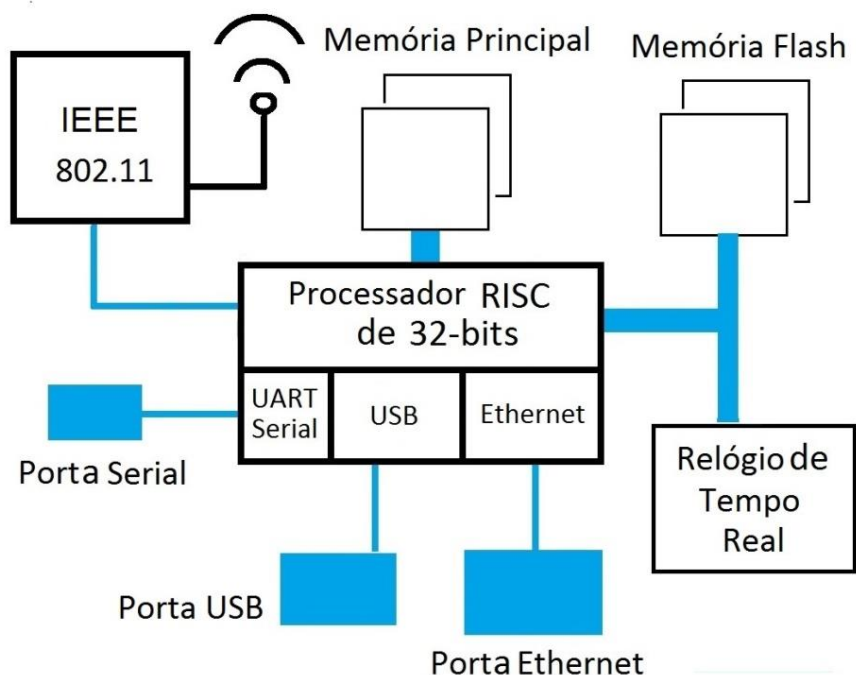 Memória Principal
Memória Flash
IEEE
802.11
Processador RISC
de 32-bits
UART
Serial
USB
Ethernet
Porta Serial
Relógio de
Tempo
Real
Porta USB
Porta Ethernet